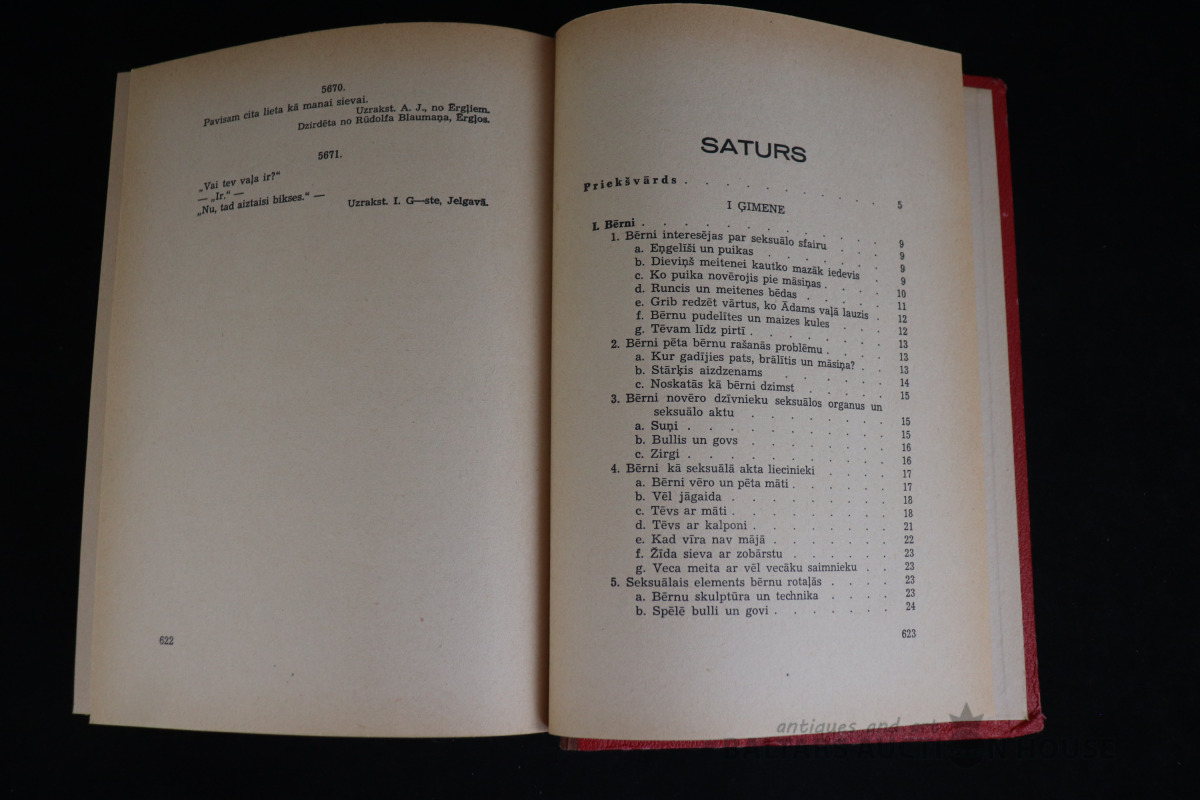 5670.
Pavisam cita lieta kā manai sievai.
Uzrakst. A. J., no Ērgļiem.
Dzirdēta no Rūdolfa Blaumaņa, Ērgļos.
5671.
„Vai tev vaļa ir?"
— „Ir." —
„Nu, tad aiztaisi bikses." —
Uzrakst. I. G—ste, Jelgavā.
622
SATURS
Priekšvārds . . . . . . . . 5
I ĢIMENE
I. Bērni . . . . . . . . . . 9
1. Bērni interesējas par seksuālo sfairu . . 9
a. Eņgelīši un puikas . . . . . 9
b. Dieviņš meitenei kautko mazāk iedevis . 9
c. Ko puika novērojis pie māsiņas . . . 10
d. Runcis un meitenes bēdas . . . . . 11
e. Grib redzēt vārtus, ko Ādams vaļā lauzis . 12
f. Bērnu pudelītes un maizes kules . . . 12
g. Tēvam līdz pirtī . . . . . . 13
2. Bērni pēta bērnu rašanās problēmu . . . 13
a. Kur gadījies pats, brālītis un māsiņa? . . 13
b. Stārķis aizdzenams . . . . . 14
c. Noskatās kā bērni dzimst . . . . . 15
3. Bērni novēro dzīvnieku seksuālos organus un
seksuālo aktu . . . . . . . 15
a. Suņi . . . . . . . . . 15
b. Bullis un govs . . . . . . 16
c. Zirgi . . . . . . . . . 16
4. Bērni kā seksuālā akta liecinieki . . . 17
a. Bērni vēro un pēta māti . . . . . 17
b. Vēl jāgaida . . . . . . . 18
c. Tēvs ar māti . . . . . . . 18
d. Tēvs ar kalponi . . . . . . 21
e. Kad vīra nav mājā . . . . . . 22
f. Žīda sieva ar zobārstu . . . . . 23
g. Veca meita ar vēl vecāku saimnieku . . 23
5. Seksuālais elements bērnu rotaļās . . . . 23
a. Bērnu skulptūra un technika . . . . 23
b. Spēlē bulli un govi . . . . . . 24
623
antiques and art
BALTARS AUCTION HOUSE